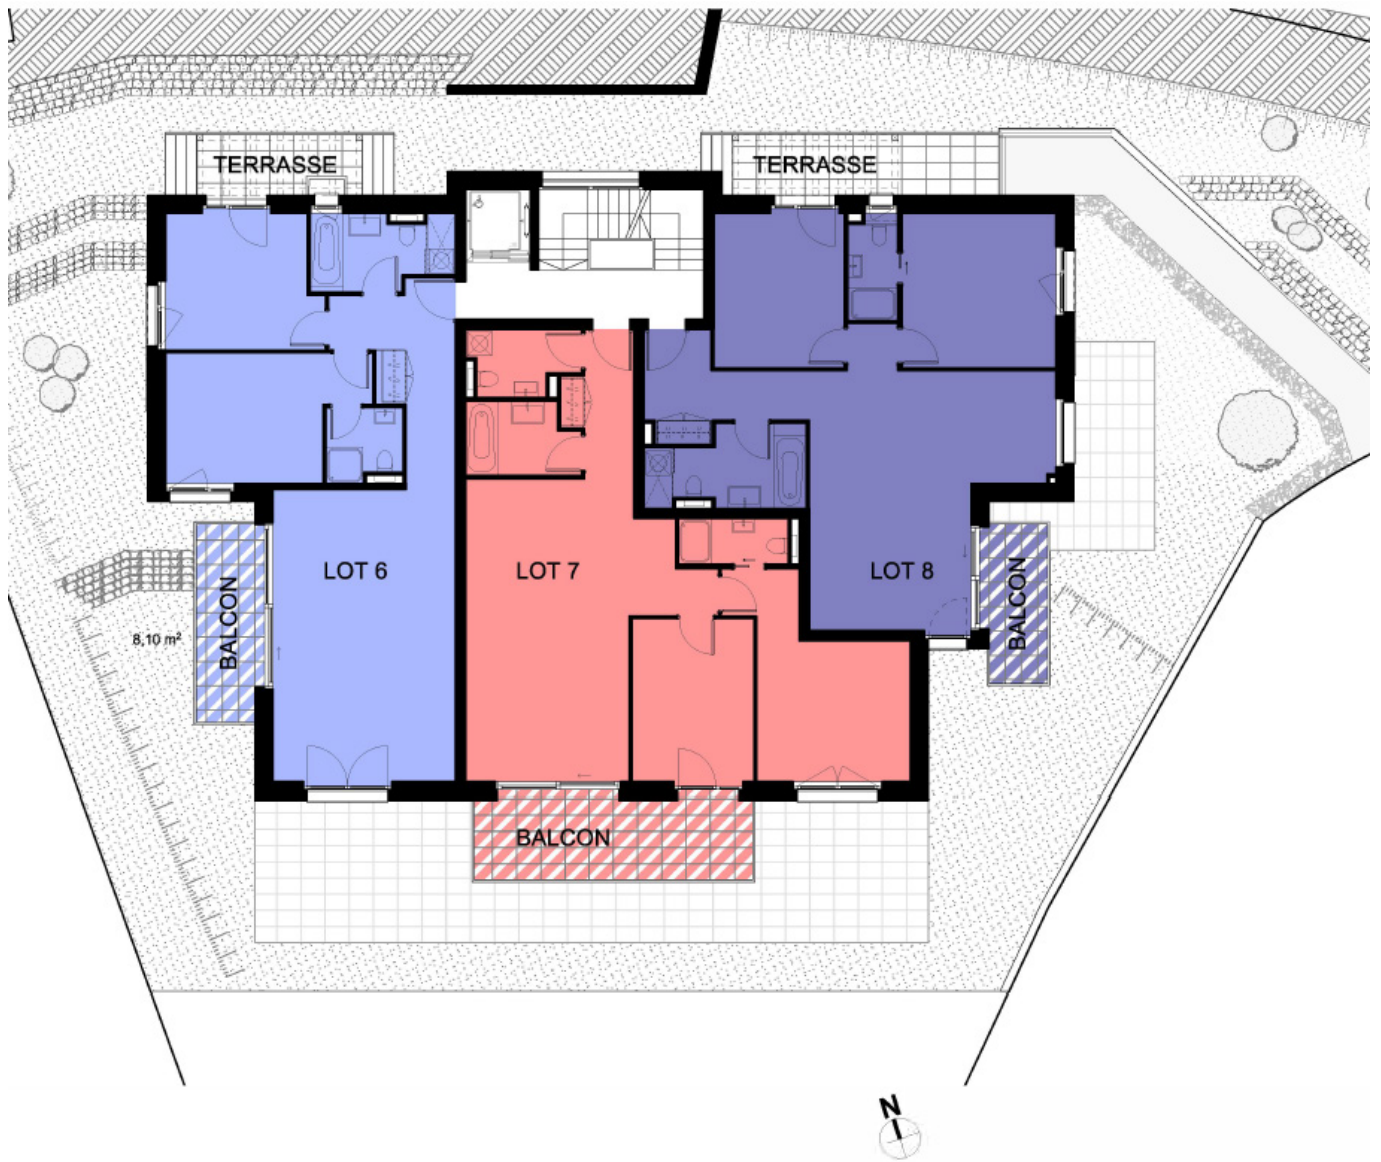 TERRASSE
TERRASSE
LOT 6
LOT 7
LOT 8
BALCON
BALCON
8,10 m²
BALCON
N